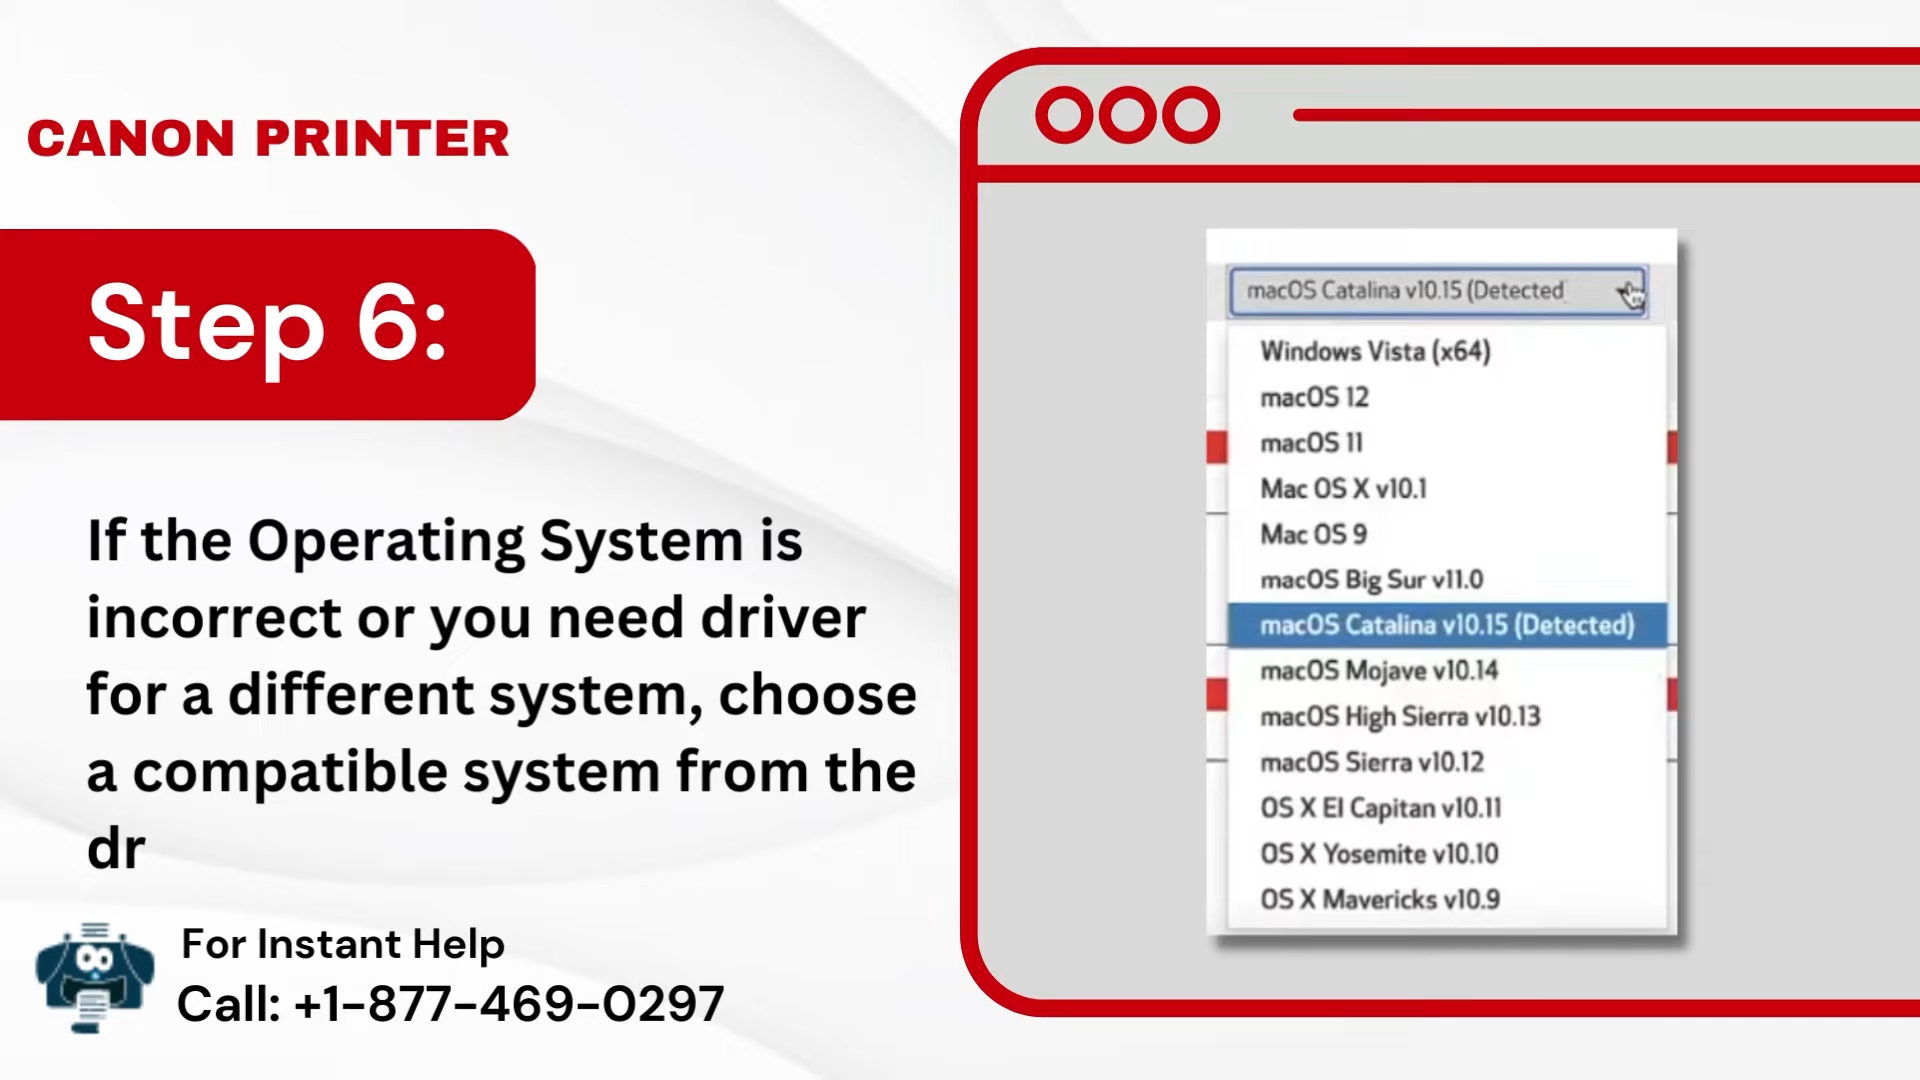 CANON PRINTER
Step 6:
If the Operating System is
incorrect or you need driver
for a different system, choose
a compatible system from the
dr
For Instant Help
Call: +1-877-469-0297
macOS Catalina v10.15 (Detected
Windows Vista (x64)
macOS 12
macOS 11
Mac OS X v10.1
Mac OS 9
macOS Big Sur v11.0
macOS Catalina v10.15 (Detected)
macOS Mojave v10.14
macOS High Sierra v10.13
macOS Sierra v10.12
OS X El Capitan v10.11
OS X Yosemite v10.10
OS X Mavericks v10.9